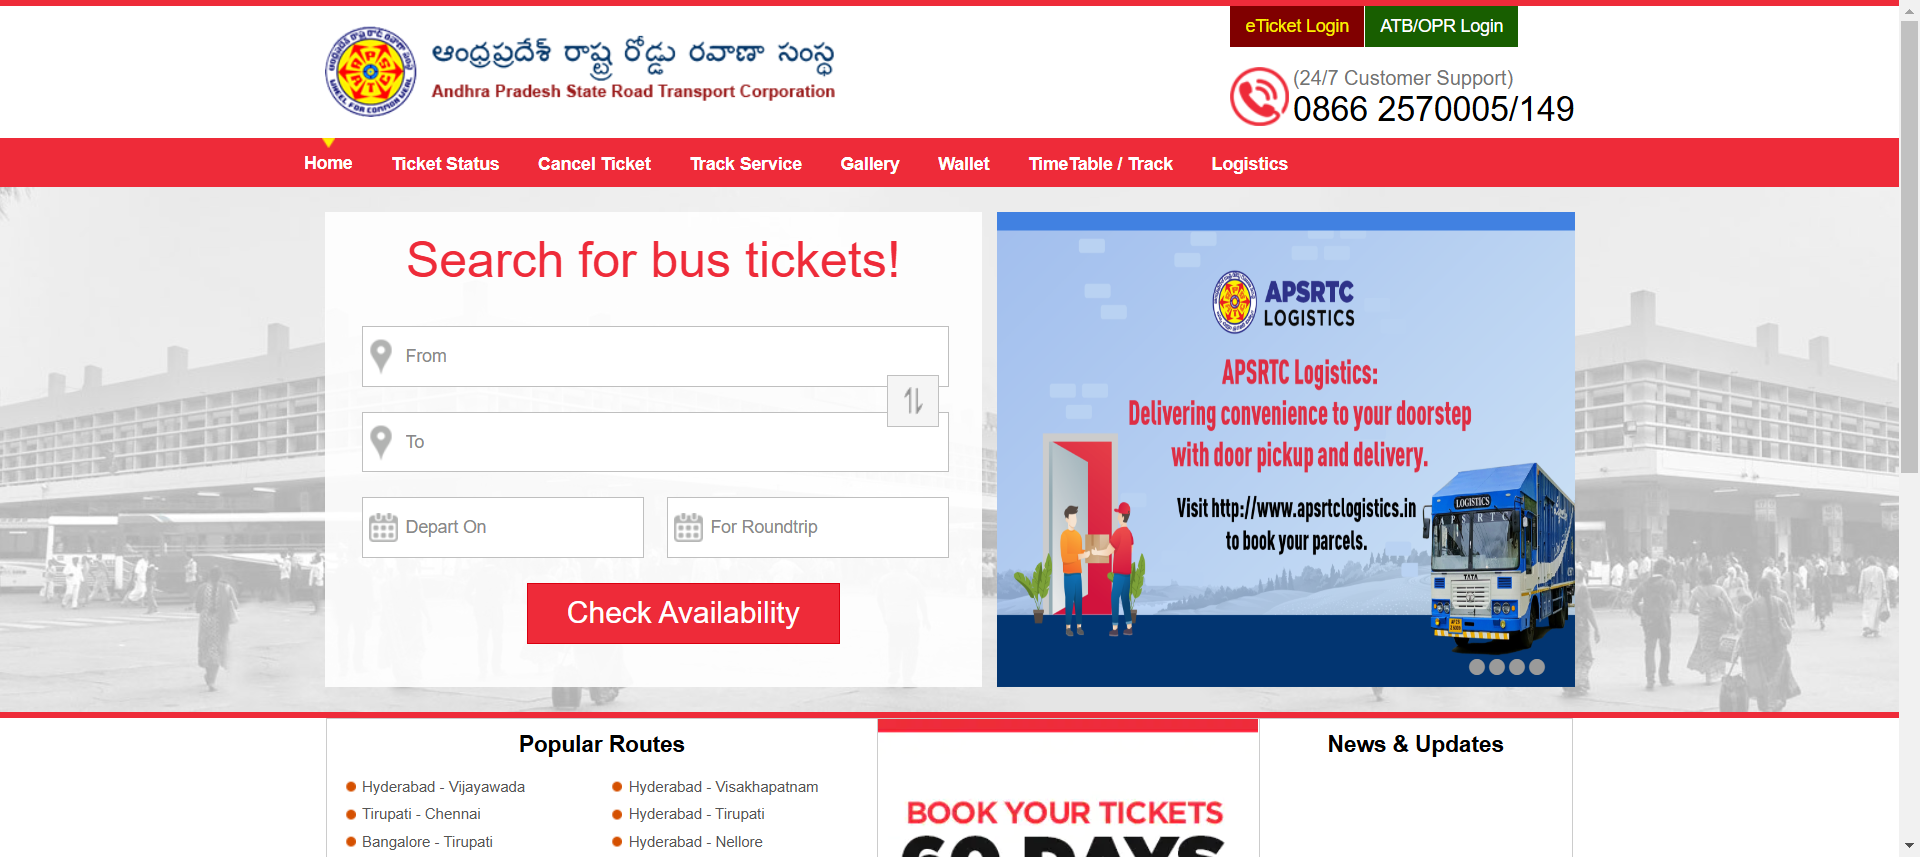 eTicket Login
ATB/OPR Login
ఆంధ్రప్రదేశ్ రాష్ట్ర రోడ్డు రవాణా సంస్థ
Andhra Pradesh State Road Transport Corporation
(24/7 Customer Support)
0866 2570005/149
Home
Ticket Status
Cancel Ticket
Track Service
Gallery
Wallet
TimeTable / Track
Logistics
Search for bus tickets!
From
To
Depart On
For Roundtrip
Check Availability
APSRTC
LOGISTICS
APSRTC Logistics:
Delivering convenience to your doorstep
with door pickup and delivery.
Visit http://www.apsrtclogistics.in
to book your parcels.
LOGISTICS
A P S R T C
TATA
Popular Routes
Hyderabad - Vijayawada
Hyderabad - Visakhapatnam
Tirupati - Chennai
Hyderabad - Tirupati
Bangalore - Tirupati
Hyderabad - Nellore
BOOK YOUR TICKETS
60 DAYS
News & Updates